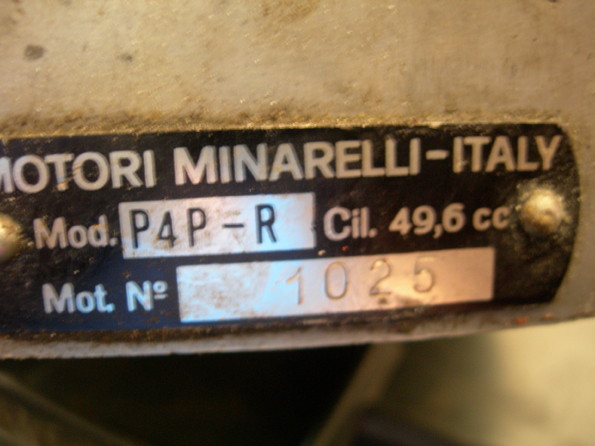 MOTORI MINARELLI-ITALY
Mod. P4P-R Cil. 49,6 cc
Mot. Nº 1025